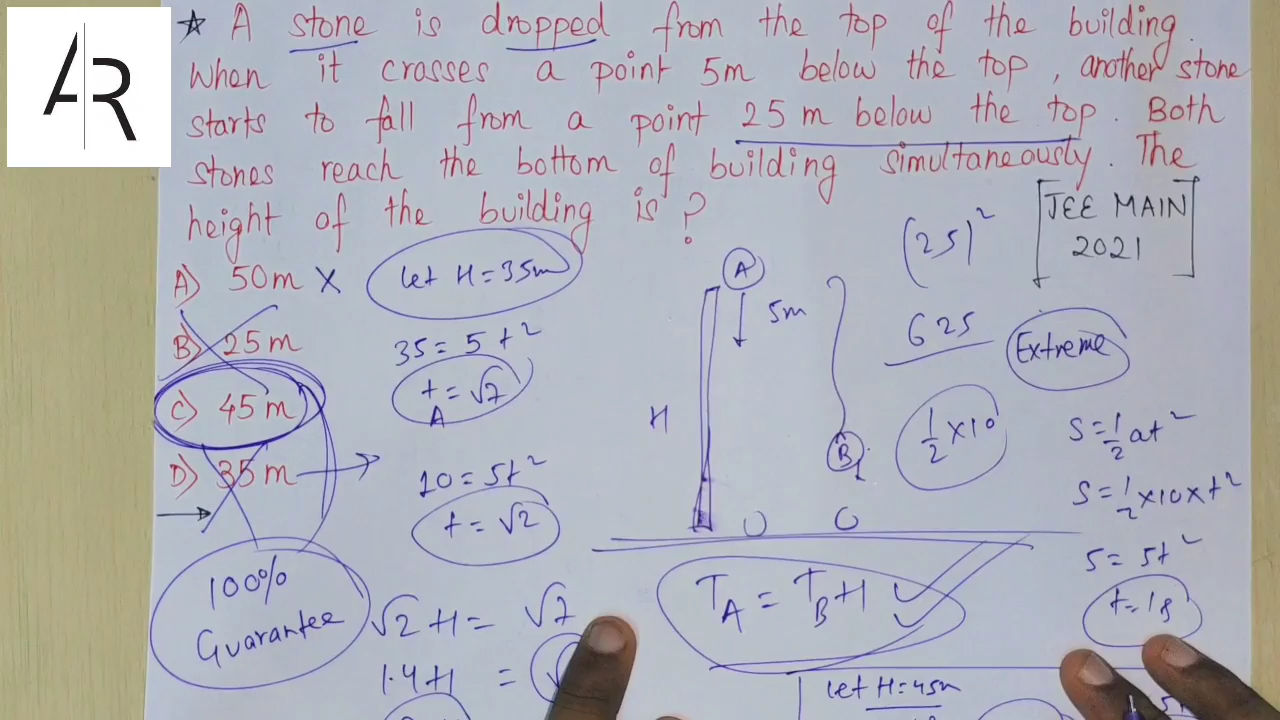 AR
☆ A stone is dropped from the top of the building.
When it crosses a point 5m below the top, another stone
starts to fall from a point 25 m below the top. Both
stones reach the bottom of building simultaneously. The
height of the building is ?
[JEE MAIN
2021]
A) 50m X
B) 25m
C) 45m
D) 35m →
100%
Guarantee
let H=35m
35=5t²
t=√7
A
10=5t²
t=√2
√2+1= √7
1.4+1 =
A
5m
H
B
(25)²
625
Extreme
½×10
T_A = T_B+1
S=½at²
S=½×10×t²
5=5t²
t=1s
let H=45m